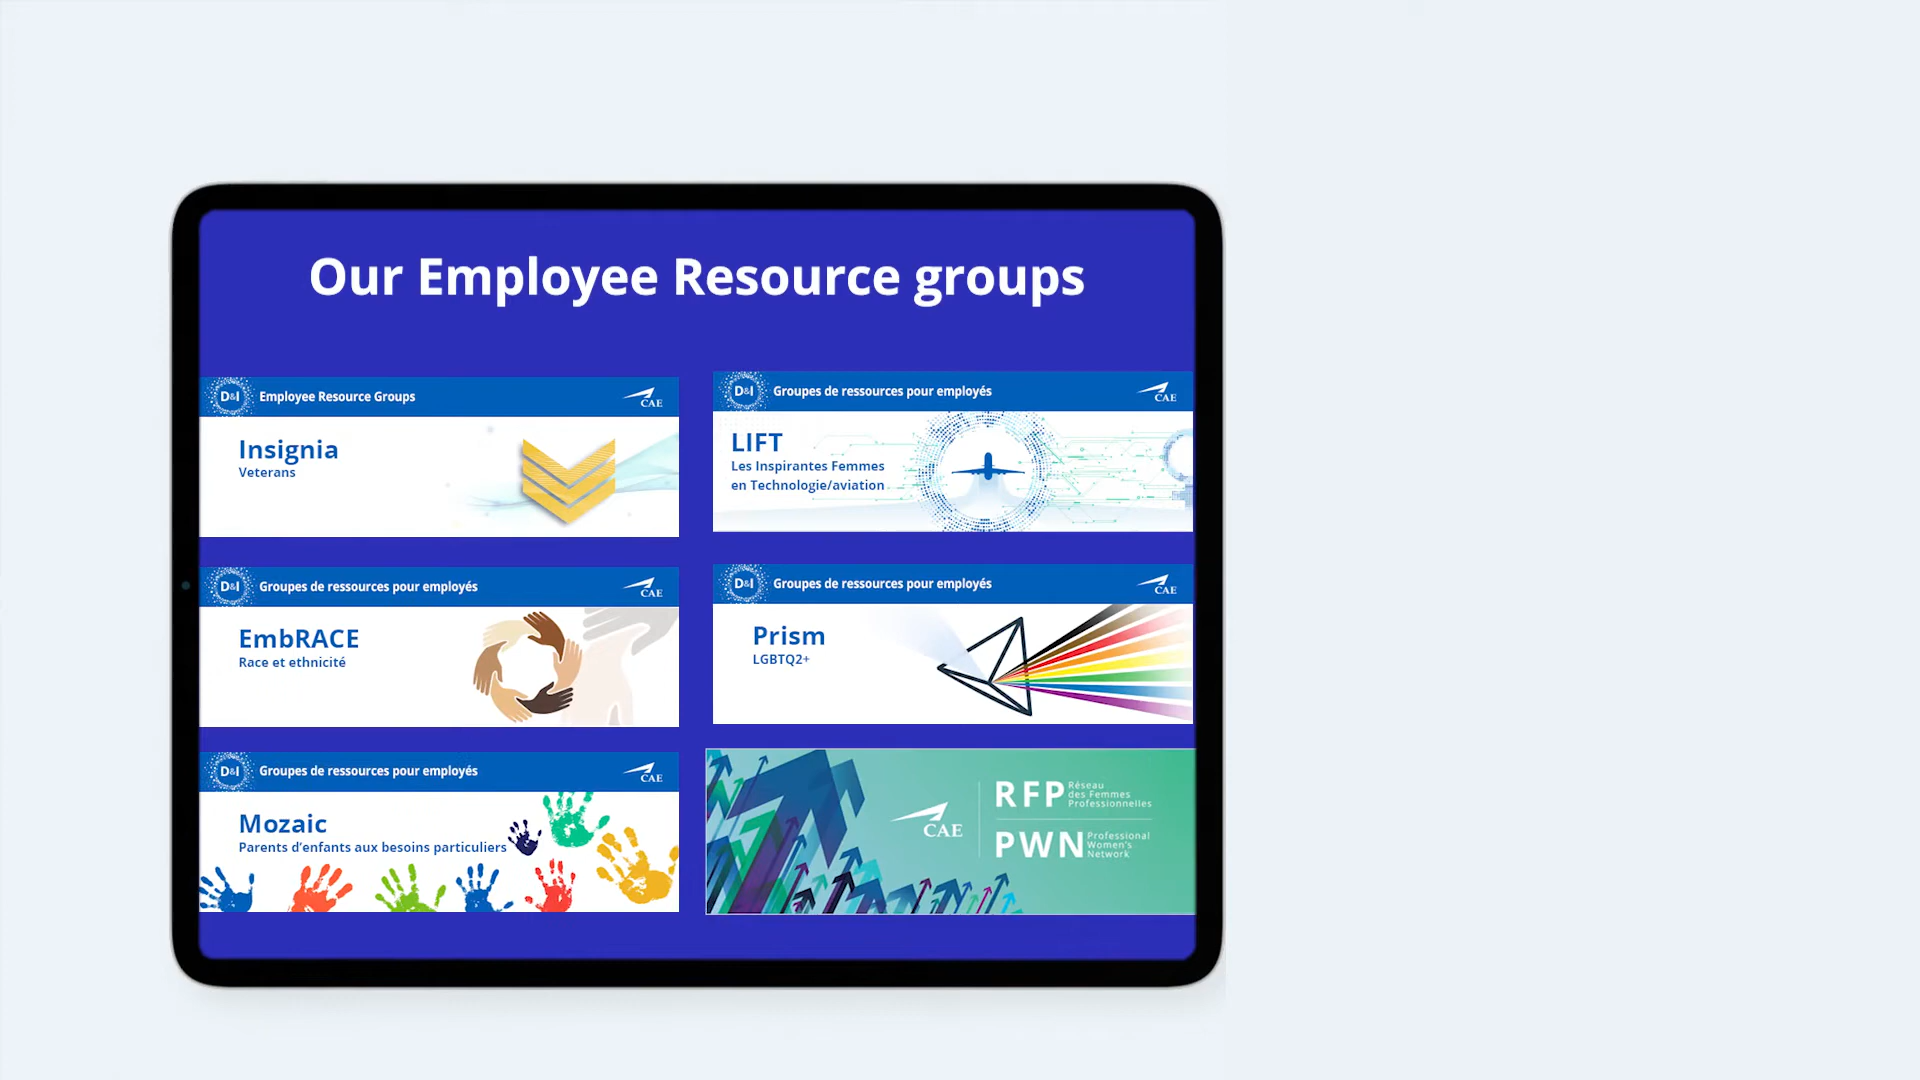 Our Employee Resource groups
D&I Employee Resource Groups CAE
Insignia
Veterans
D&I Groupes de ressources pour employés CAE
LIFT
Les Inspirantes Femmes
en Technologie/aviation
D&I Groupes de ressources pour employés CAE
EmbRACE
Race et ethnicité
D&I Groupes de ressources pour employés CAE
Prism
LGBTQ2+
D&I Groupes de ressources pour employés CAE
Mozaic
Parents d'enfants aux besoins particuliers
CAE
RFP Réseau
des Femmes
Professionnelles
PWN Professional
Women's
Network